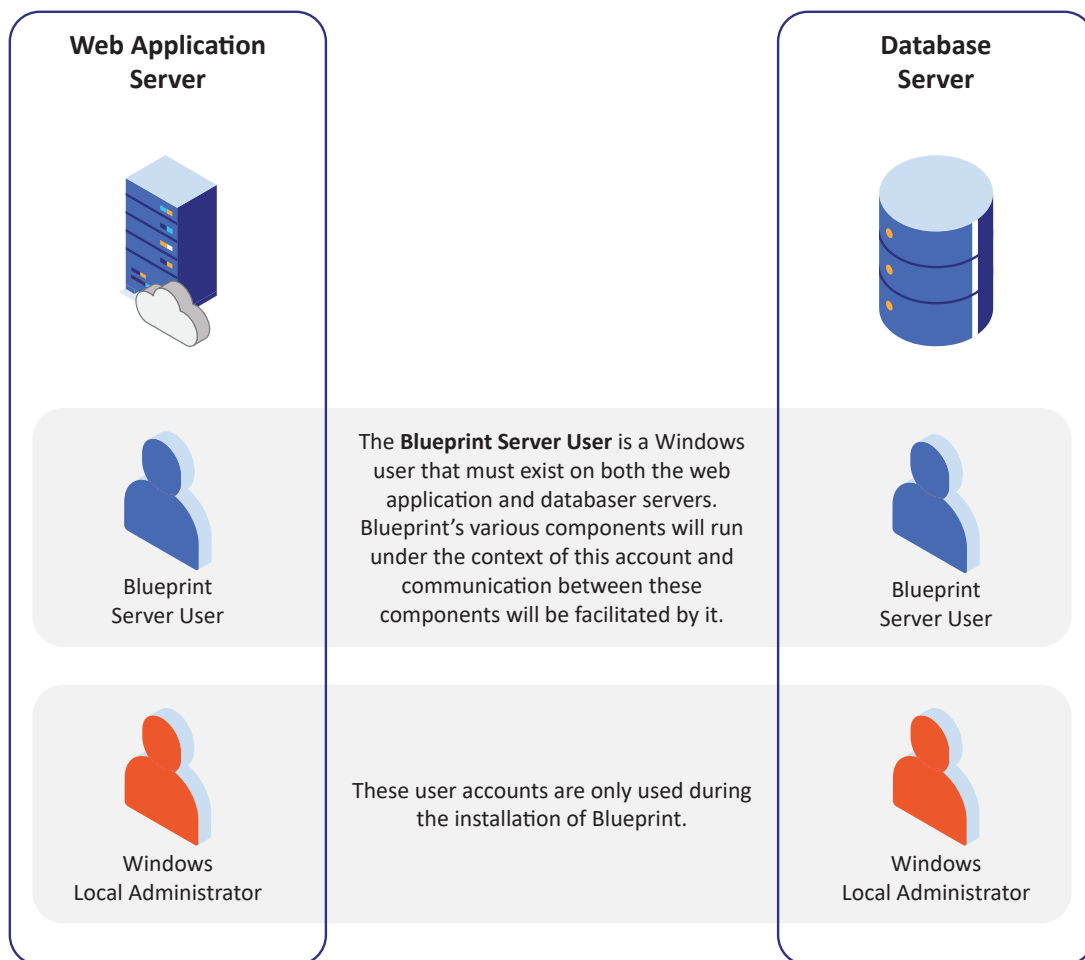 Web Application
Server
Database
Server
The Blueprint Server User is a Windows
user that must exist on both the web
application and databaser servers.
Blueprint’s various components will run
under the context of this account and
communication between these
components will be facilitated by it.
Blueprint
Server User
Blueprint
Server User
These user accounts are only used during
the installation of Blueprint.
Windows
Local Administrator
Windows
Local Administrator